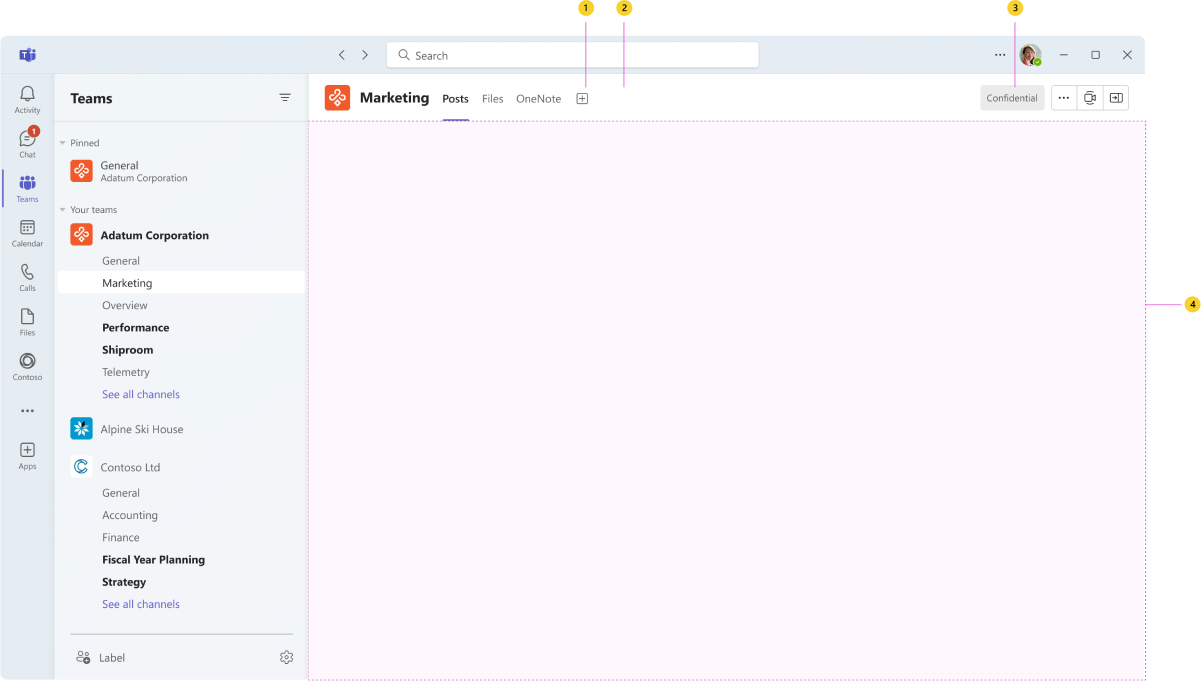 1
2
3
Search
Activity
1
Chat
Teams
Calendar
Calls
Files
Contoso
Apps
Teams
Pinned
General
Adatum Corporation
Your teams
Adatum Corporation
General
Marketing
Overview
Performance
Shiproom
Telemetry
See all channels
Alpine Ski House
Contoso Ltd
General
Accounting
Finance
Fiscal Year Planning
Strategy
See all channels
Label
Marketing Posts Files OneNote
Confidential
4